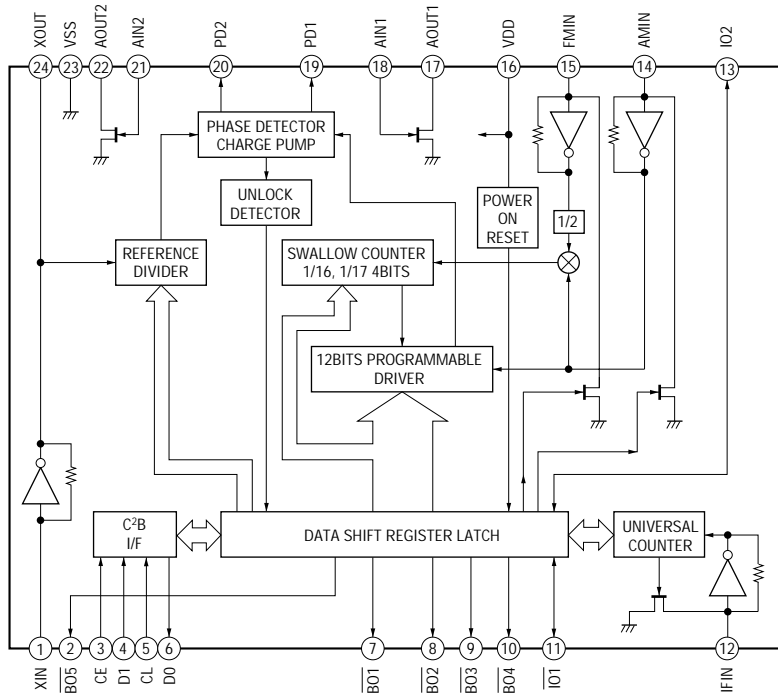 XOUT
VSS
AOUT2
AIN2
PD2
PD1
AIN1
AOUT1
VDD
FMIN
AMIN
IO2
24
23
22
21
20
19
18
17
16
15
14
13
PHASE DETECTOR
CHARGE PUMP
UNLOCK
DETECTOR
POWER
ON
RESET
1/2
REFERENCE
DIVIDER
SWALLOW COUNTER
1/16, 1/17 4BITS
12BITS PROGRAMMABLE
DRIVER
C²B
I/F
DATA SHIFT REGISTER LATCH
UNIVERSAL
COUNTER
1
2
3
4
5
6
7
8
9
10
11
12
XIN
BO5
CE
D1
CL
D0
BO1
BO2
BO3
BO4
IO1
IFIN